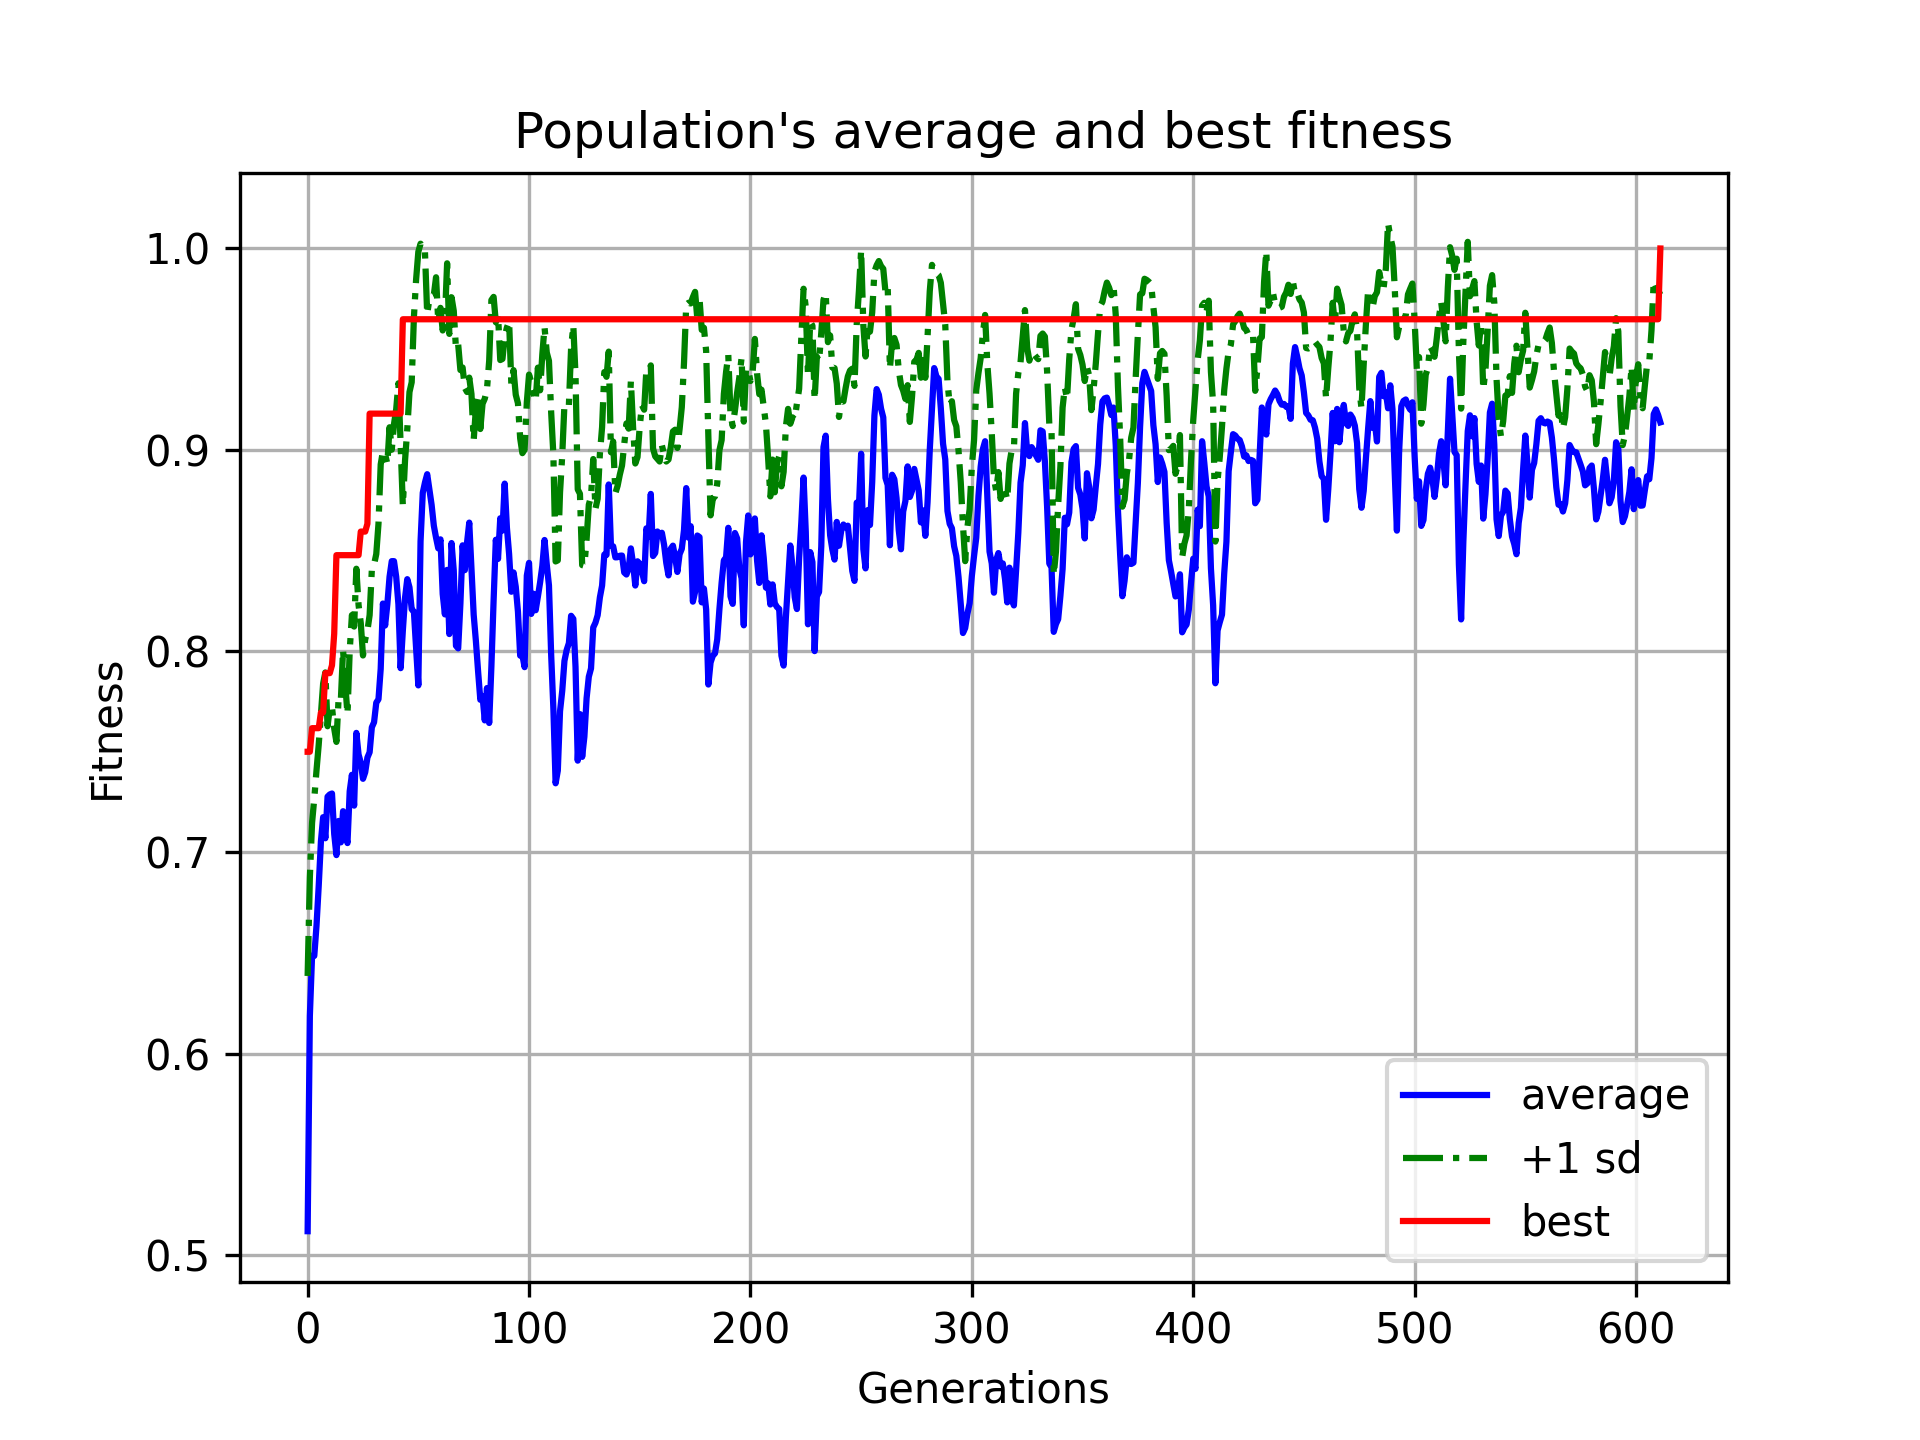 Population's average and best fitness
1.0
0.9
0.8
0.7
0.6
0.5
Fitness
0 100 200 300 400 500 600
Generations
average
+1 sd
best